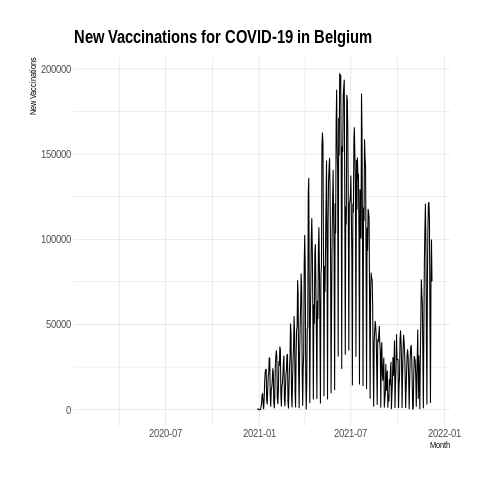 New Vaccinations for COVID-19 in Belgium
New Vaccinations
200000
150000
100000
50000
0
2020-07 2021-01 2021-07 2022-01
Month